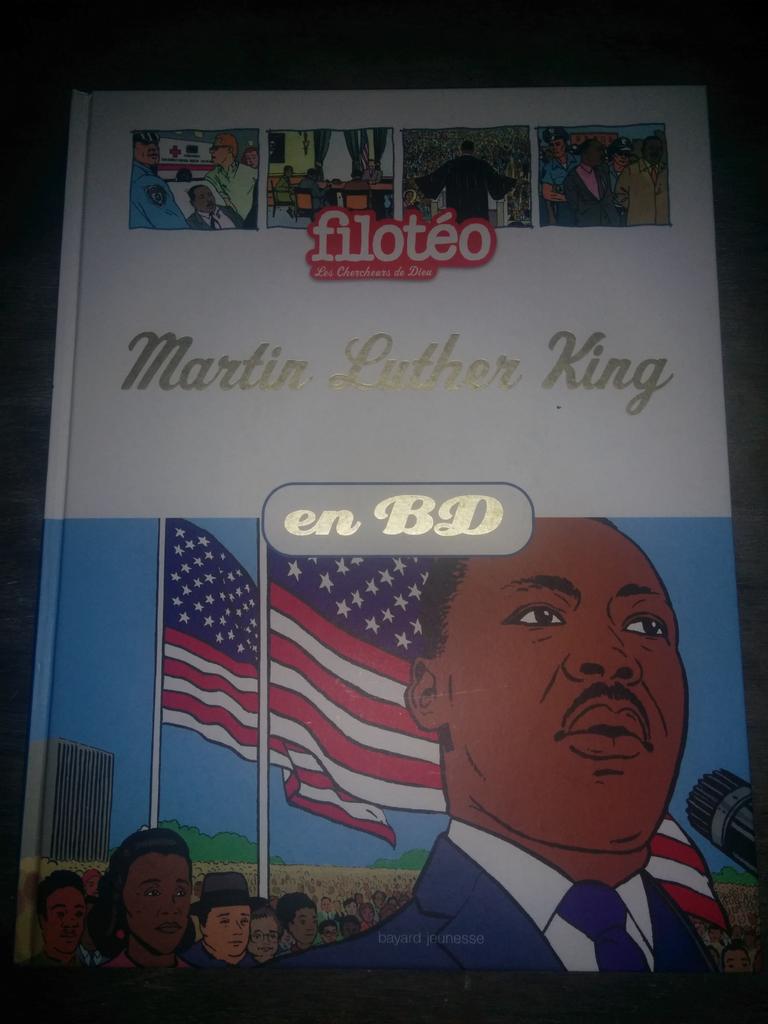 filotéo
Les Chercheurs de Dieu
Martin Luther King
en BD
bayard jeunesse